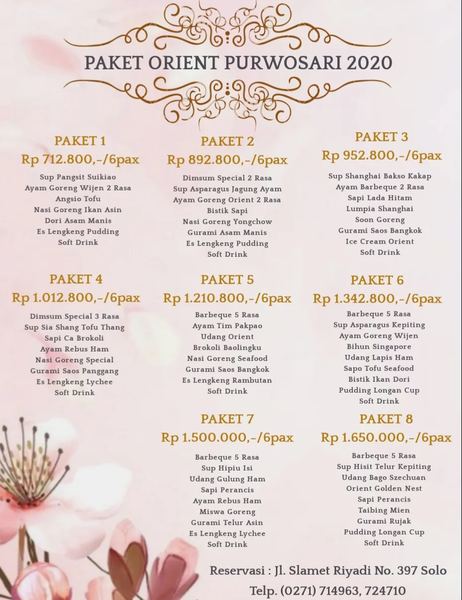 PAKET ORIENT PURWOSARI 2020
PAKET 1
Rp 712.800,-/6pax
Sup Pangsit Suikiao
Ayam Goreng Wijen 2 Rasa
Angsio Tofu
Nasi Goreng Ikan Asin
Dori Asam Manis
Es Lengkeng Pudding
Soft Drink
PAKET 2
Rp 892.800,-/6pax
Dimsum Special 2 Rasa
Sup Asparagus Jagung Ayam
Ayam Goreng Orient 2 Rasa
Bistik Sapi
Nasi Goreng Yongchow
Gurami Asam Manis
Es Lengkeng Pudding
Soft Drink
PAKET 3
Rp 952.800,-/6pax
Sup Shanghai Bakso Kakap
Ayam Barbeque 2 Rasa
Sapi Lada Hitam
Lumpia Shanghai
Soon Goreng
Gurami Saos Bangkok
Ice Cream Orient
Soft Drink
PAKET 4
Rp 1.012.800,-/6pax
Dimsum Special 3 Rasa
Sup Sia Shang Tofu Thang
Sapi Ca Brokoli
Ayam Rebus Ham
Nasi Goreng Special
Gurami Saos Panggang
Es Lengkeng Lychee
Soft Drink
PAKET 5
Rp 1.210.800,-/6pax
Barbeque 5 Rasa
Ayam Tim Pakpao
Udang Orient
Brokoli Baolingku
Nasi Goreng Seafood
Gurami Saos Bangkok
Es Lengkeng Rambutan
Soft Drink
PAKET 6
Rp 1.342.800,-/6pax
Barbeque 5 Rasa
Sup Asparagus Kepiting
Ayam Goreng Wijen
Bihun Singapore
Udang Lapis Ham
Sapo Tofu Seafood
Bistik Ikan Dori
Pudding Longan Cup
Soft Drink
PAKET 7
Rp 1.500.000,-/6pax
Barbeque 5 Rasa
Sup Hipiu Isi
Udang Gulung Ham
Sapi Perancis
Ayam Rebus Ham
Miswa Goreng
Gurami Telur Asin
Es Lengkeng Lychee
Soft Drink
PAKET 8
Rp 1.650.000,-/6pax
Barbeque 5 Rasa
Sup Hisit Telur Kepiting
Udang Bago Szechuan
Orient Golden Nest
Sapi Perancis
Taibing Mien
Gurami Rujak
Pudding Longan Cup
Soft Drink
Reservasi : Jl. Slamet Riyadi No. 397 Solo
Telp. (0271) 714963, 724710